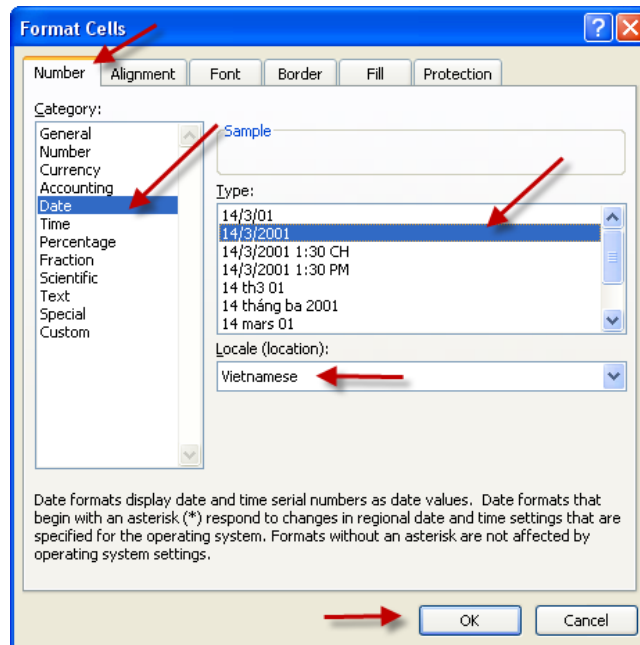 Format Cells
Number Alignment Font Border Fill Protection
Category:
General
Number
Currency
Accounting
Date
Time
Percentage
Fraction
Scientific
Text
Special
Custom
Sample
Type:
14/3/01
14/3/2001
14/3/2001 1:30 CH
14/3/2001 1:30 PM
14 th3 01
14 tháng ba 2001
14 mars 01
Locale (location):
Vietnamese
Date formats display date and time serial numbers as date values. Date formats that
begin with an asterisk (*) respond to changes in regional date and time settings that are
specified for the operating system. Formats without an asterisk are not affected by
operating system settings.
OK Cancel